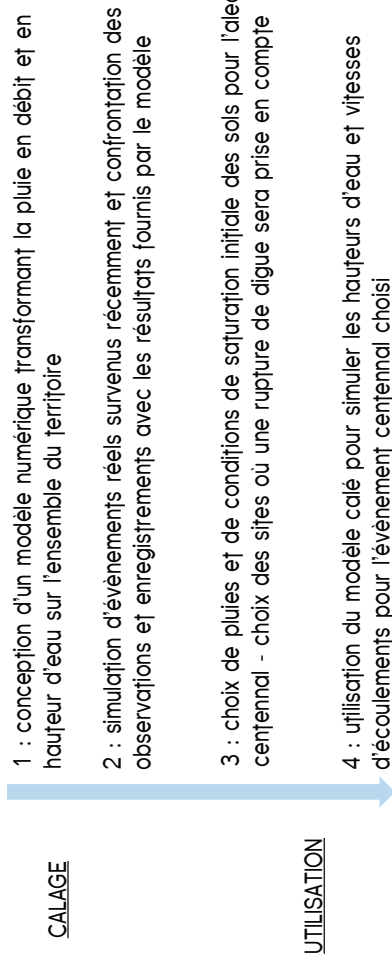 CALAGE
1 : conception d'un modèle numérique transformant la pluie en débit et en
hauteur d'eau sur l'ensemble du territoire
2 : simulation d'évènements réels survenus récemment et confrontation des
observations et enregistrements avec les résultats fournis par le modèle
UTILISATION
3 : choix de pluies et de conditions de saturation initiale des sols pour
centennal - choix des sites où une rupture de digue sera prise en compte
4 : utilisation du modèle calé pour simuler les hauteurs d'eau et vitesses
d'écoulements pour l'évènement centennal choisi